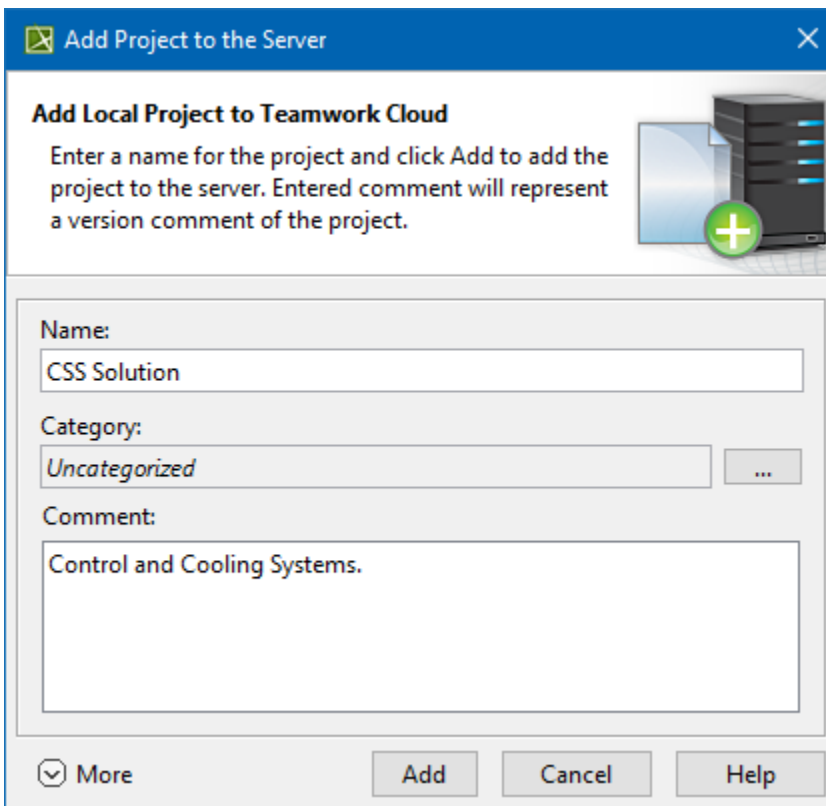 Add Project to the Server
Add Local Project to Teamwork Cloud
Enter a name for the project and click Add to add the
project to the server. Entered comment will represent
a version comment of the project.
Name:
CSS Solution
Category:
Uncategorized
...
Comment:
Control and Cooling Systems.
More
Add
Cancel
Help